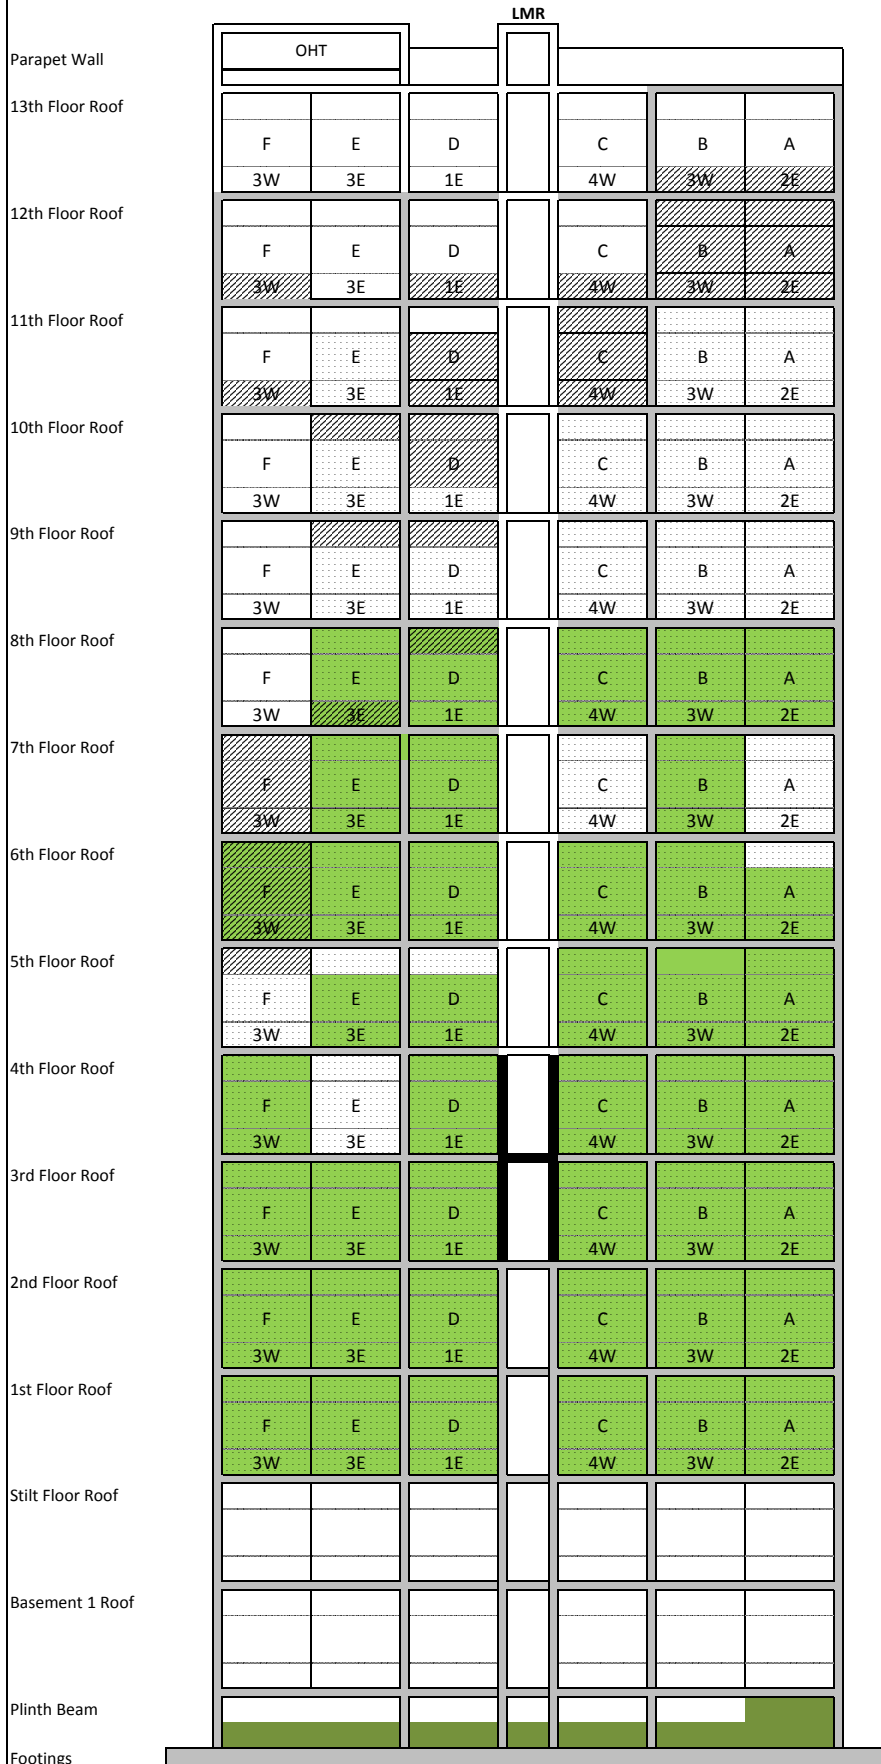 LMR
OHT
Parapet Wall
13th Floor Roof
F E D C B A
3W 3E 1E 4W 3W 2E
12th Floor Roof
F E D C B A
3W 3E 1E 4W 3W 2E
11th Floor Roof
F E D C B A
3W 3E 1E 4W 3W 2E
10th Floor Roof
F E D C B A
3W 3E 1E 4W 3W 2E
9th Floor Roof
F E D C B A
3W 3E 1E 4W 3W 2E
8th Floor Roof
F E D C B A
3W 3E 1E 4W 3W 2E
7th Floor Roof
F E D C B A
3W 3E 1E 4W 3W 2E
6th Floor Roof
F E D C B A
3W 3E 1E 4W 3W 2E
5th Floor Roof
F E D C B A
3W 3E 1E 4W 3W 2E
4th Floor Roof
F E D C B A
3W 3E 1E 4W 3W 2E
3rd Floor Roof
F E D C B A
3W 3E 1E 4W 3W 2E
2nd Floor Roof
F E D C B A
3W 3E 1E 4W 3W 2E
1st Floor Roof
F E D C B A
3W 3E 1E 4W 3W 2E
Stilt Floor Roof
Basement 1 Roof
Plinth Beam
Footings